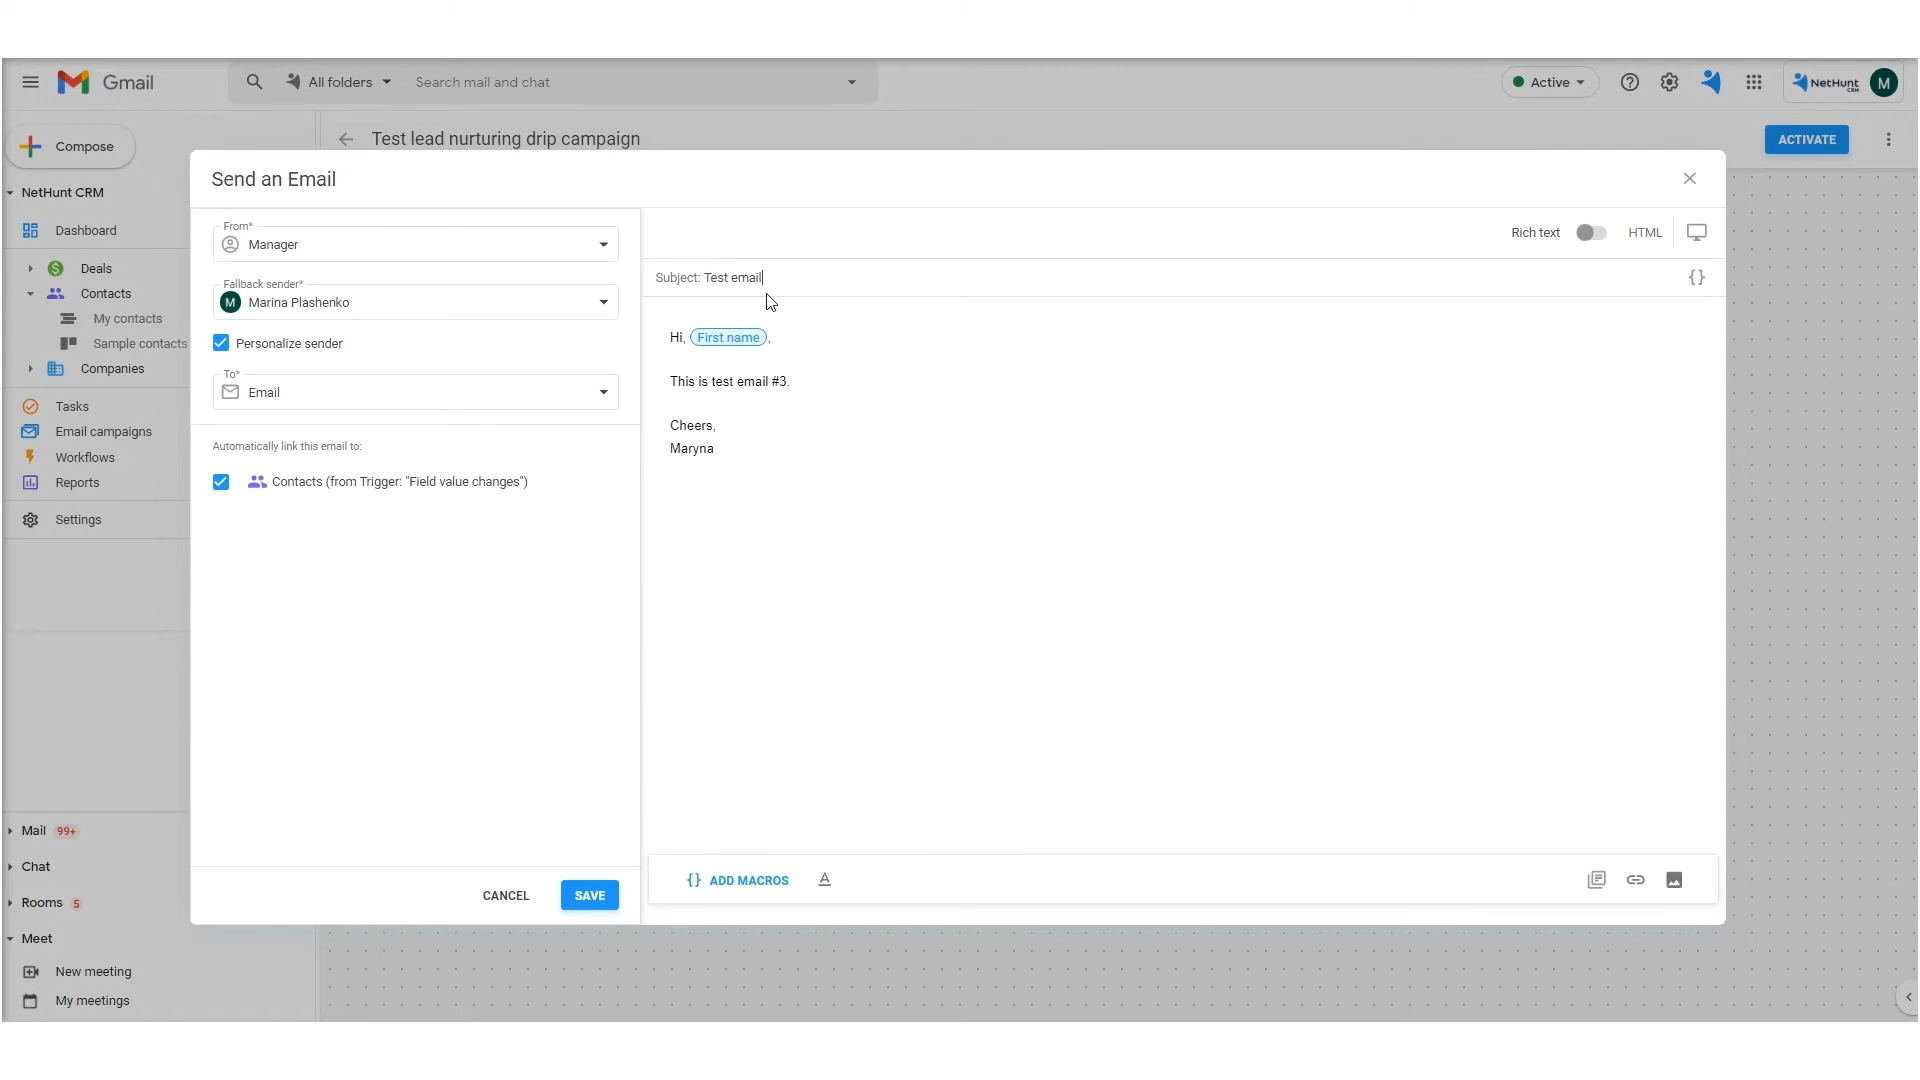 Gmail
All folders
Search mail and chat
Active
NetHunt
CRM
M
Compose
Test lead nurturing drip campaign
ACTIVATE
NetHunt CRM
Dashboard
Deals
Contacts
My contacts
Sample contacts
Companies
Tasks
Email campaigns
Workflows
Reports
Settings
Mail 99+
Chat
Rooms 5
Meet
New meeting
My meetings
Send an Email
From*
Manager
Fallback sender*
M Marina Plashenko
Personalize sender
To*
Email
Automatically link this email to:
Contacts (from Trigger: "Field value changes")
CANCEL
SAVE
Rich text
HTML
Subject: Test email
{}
Hi, First name,
This is test email #3.
Cheers,
Maryna
{} ADD MACROS
A